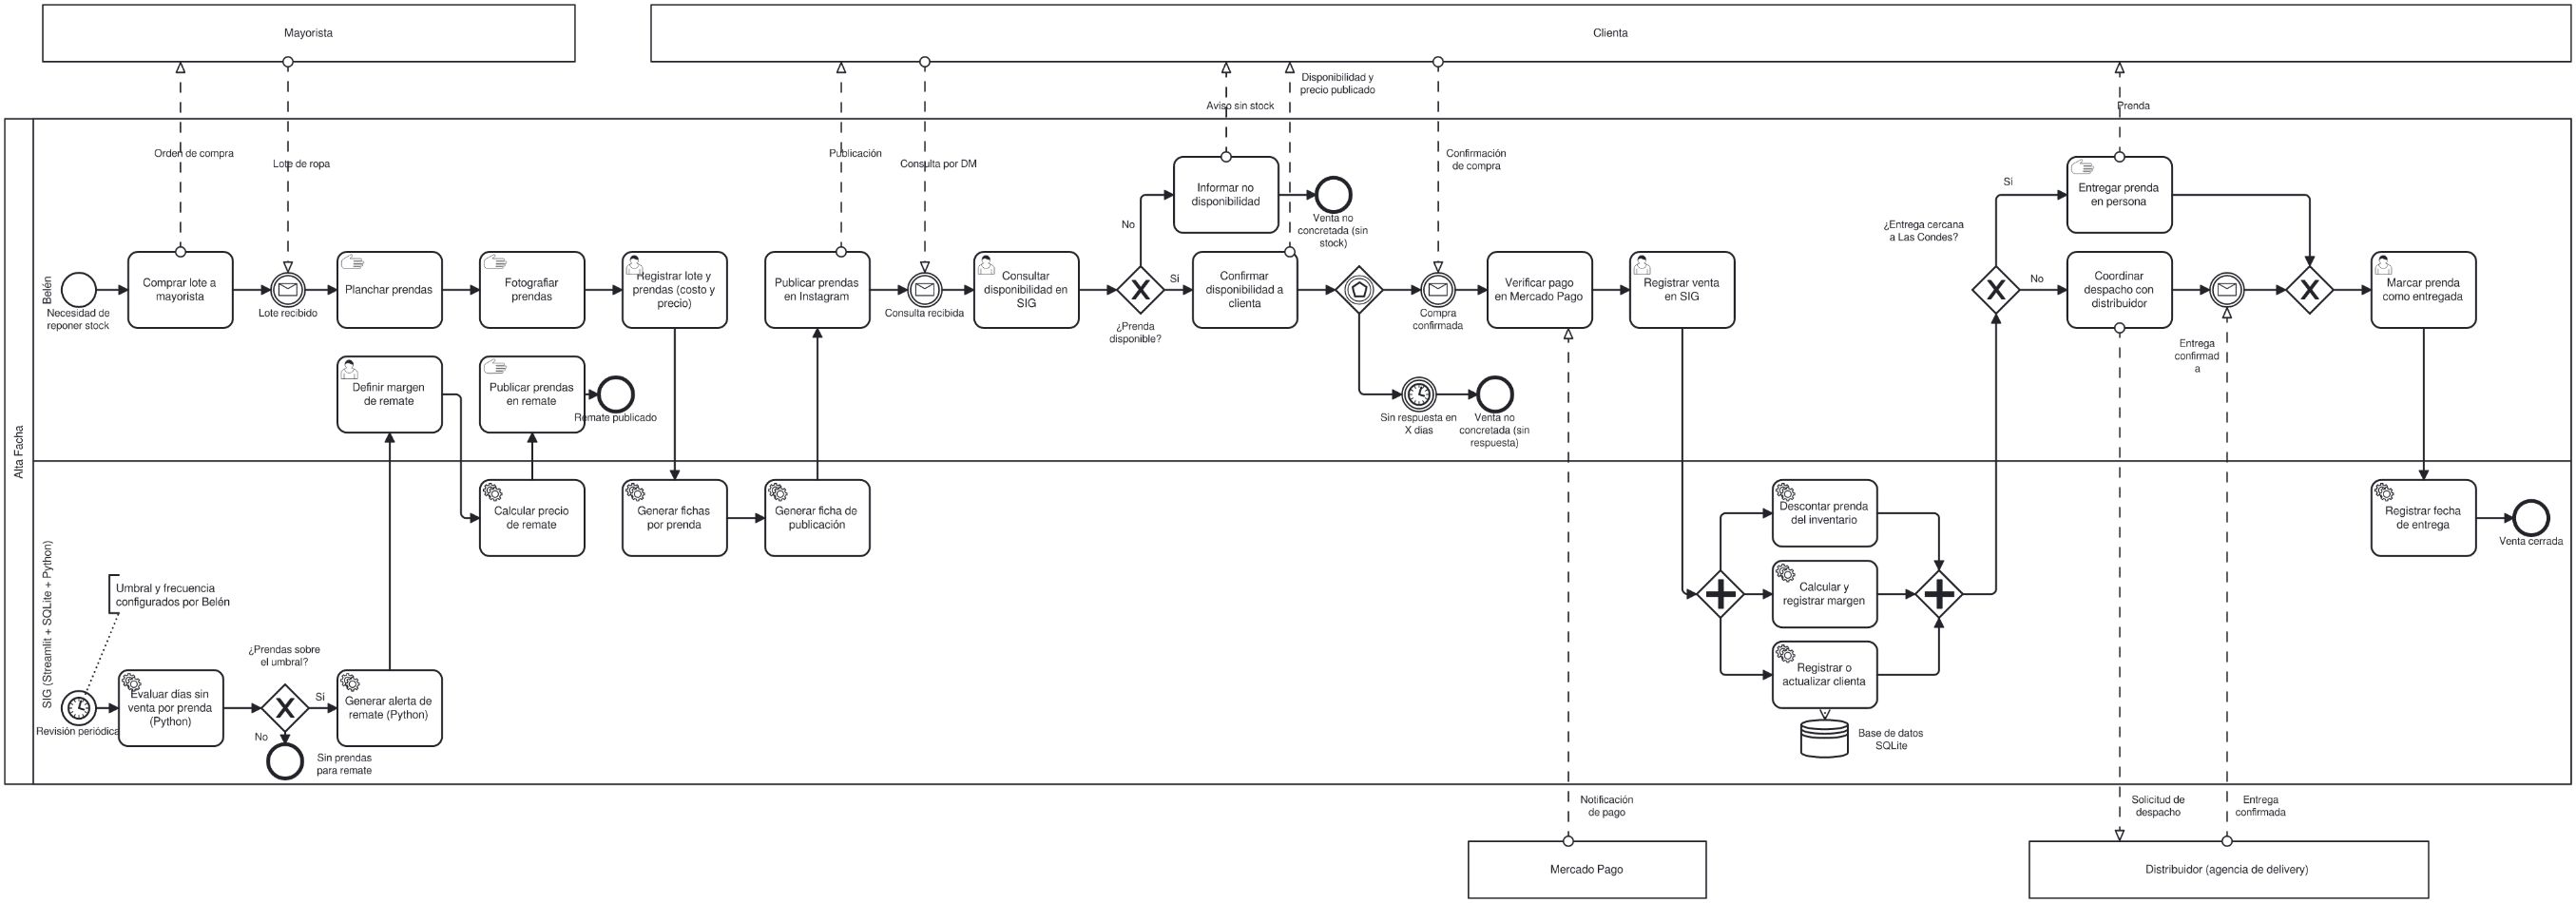 Mayorista
Clienta
Disponibilidad y
precio publicado
Aviso sin stock
Prenda
Orden de compra
Lote de ropa
Publicación
Consulta por DM
Confirmación
de compra
Alta Facha
Belén
Necesidad de
reponer stock
Comprar lote a
mayorista
Lote recibido
Planchar prendas
Fotografiar
prendas
Registrar lote y
prendas (costo y
precio)
Publicar prendas
en Instagram
Consulta recibida
Consultar
disponibilidad en
SIG
¿Prenda
disponible?
No
Informar no
disponibilidad
Venta no
concretada (sin
stock)
Sí
Confirmar
disponibilidad a
clienta
Compra
confirmada
Verificar pago
en Mercado Pago
Registrar venta
en SIG
Sin respuesta en
X días
Venta no
concretada (sin
respuesta)
¿Entrega cercana
a Las Condes?
Sí
Entregar prenda
en persona
No
Coordinar
despacho con
distribuidor
Entrega
confirmad
a
Marcar prenda
como entregada
Definir margen
de remate
Publicar prendas
en remate
Remate publicado
SIG (Streamlit + SQLite + Python)
Calcular precio
de remate
Generar fichas
por prenda
Generar ficha de
publicación
Descontar prenda
del inventario
Calcular y
registrar margen
Registrar o
actualizar clienta
Base de datos
SQLite
Registrar fecha
de entrega
Venta cerrada
Umbral y frecuencia
configurados por Belén
Revisión periódica
Evaluar días sin
venta por prenda
(Python)
¿Prendas sobre
el umbral?
Sí
Generar alerta de
remate (Python)
No
Sin prendas
para remate
Notificación
de pago
Solicitud de
despacho
Entrega
confirmada
Mercado Pago
Distribuidor (agencia de delivery)